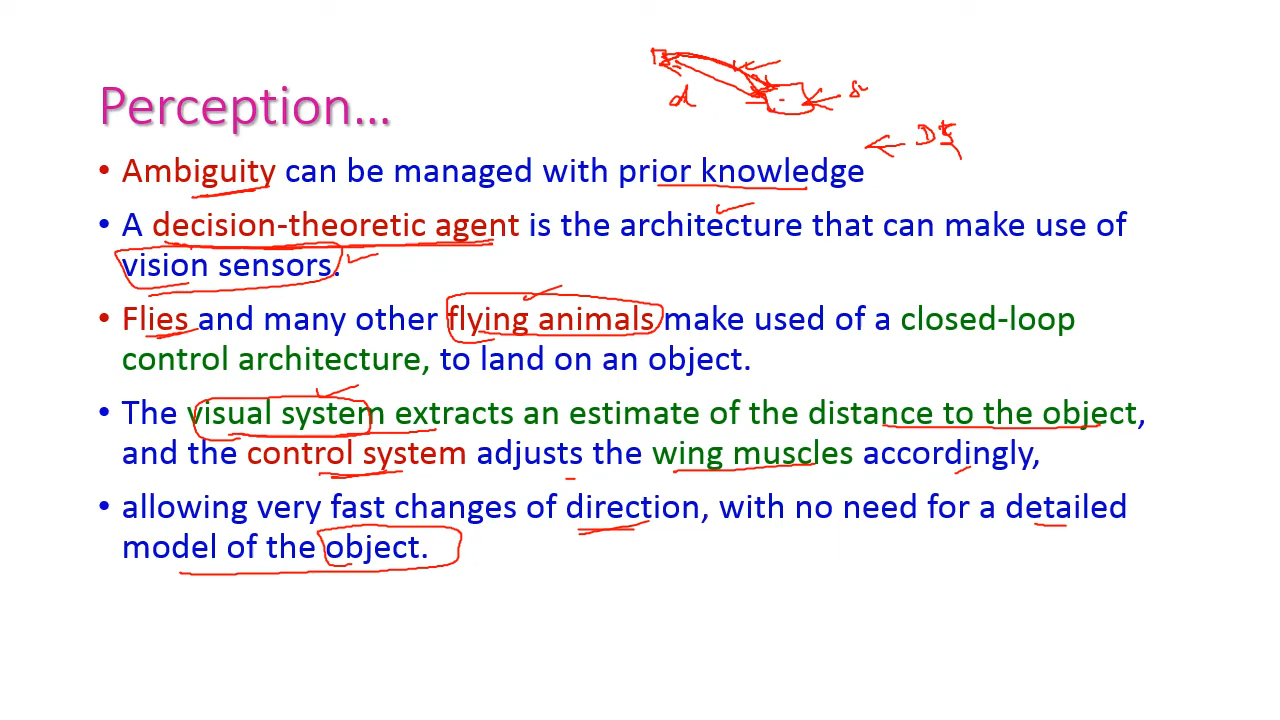 Perception...
• Ambiguity can be managed with prior knowledge
• A decision-theoretic agent is the architecture that can make use of
vision sensors.
• Flies and many other flying animals make used of a closed-loop
control architecture, to land on an object.
• The visual system extracts an estimate of the distance to the object,
and the control system adjusts the wing muscles accordingly,
• allowing very fast changes of direction, with no need for a detailed
model of the object.
d